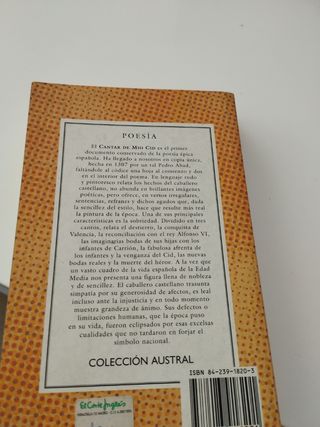 POESÍA
EL CANTAR DE MIO CID es el primer
documento conservado de la poesía épica
española. Ha llegado a nosotros en copia única,
hecha en 1307 por un tal Pedro Abad,
faltándole al códice una hoja al comienzo y dos
en el interior del poema. En lenguaje rudo
y pintoresco relata los hechos del caballero
castellano, no abunda en brillantes imágenes
poéticas, pero ofrece, en versos irregulares,
sentencias, refranes y dichos agudos que, dada
la sencillez del estilo, hace que resulte más real
la pintura de la época. Una de sus principales
características es la sobriedad. Dividido en tres
cantos, relata el destierro, la conquista de
Valencia, la reconciliación con el rey Alfonso VI,
las imaginarias bodas de sus hijas con los
infantes de Carrión, la fabulosa afrenta de
los infantes y la venganza del Cid, las nuevas
bodas reales y la muerte del héroe. A la vez que
un vasto cuadro de la vida española de la Edad
Media nos presenta una figura llena de nobleza
y de sencillez. El caballero castellano trasunta
simpatía por su generosidad de afectos, es leal
incluso ante la injusticia y en todo momento
muestra grandeza de ánimo. Sus defectos o
limitaciones humanas, que la época puso
en su vida, fueron eclipsados por esas excelsas
cualidades que no tardaron en forjar el
símbolo nacional.
COLECCIÓN AUSTRAL
ISBN 84-239-1820-3
El Corte Inglés